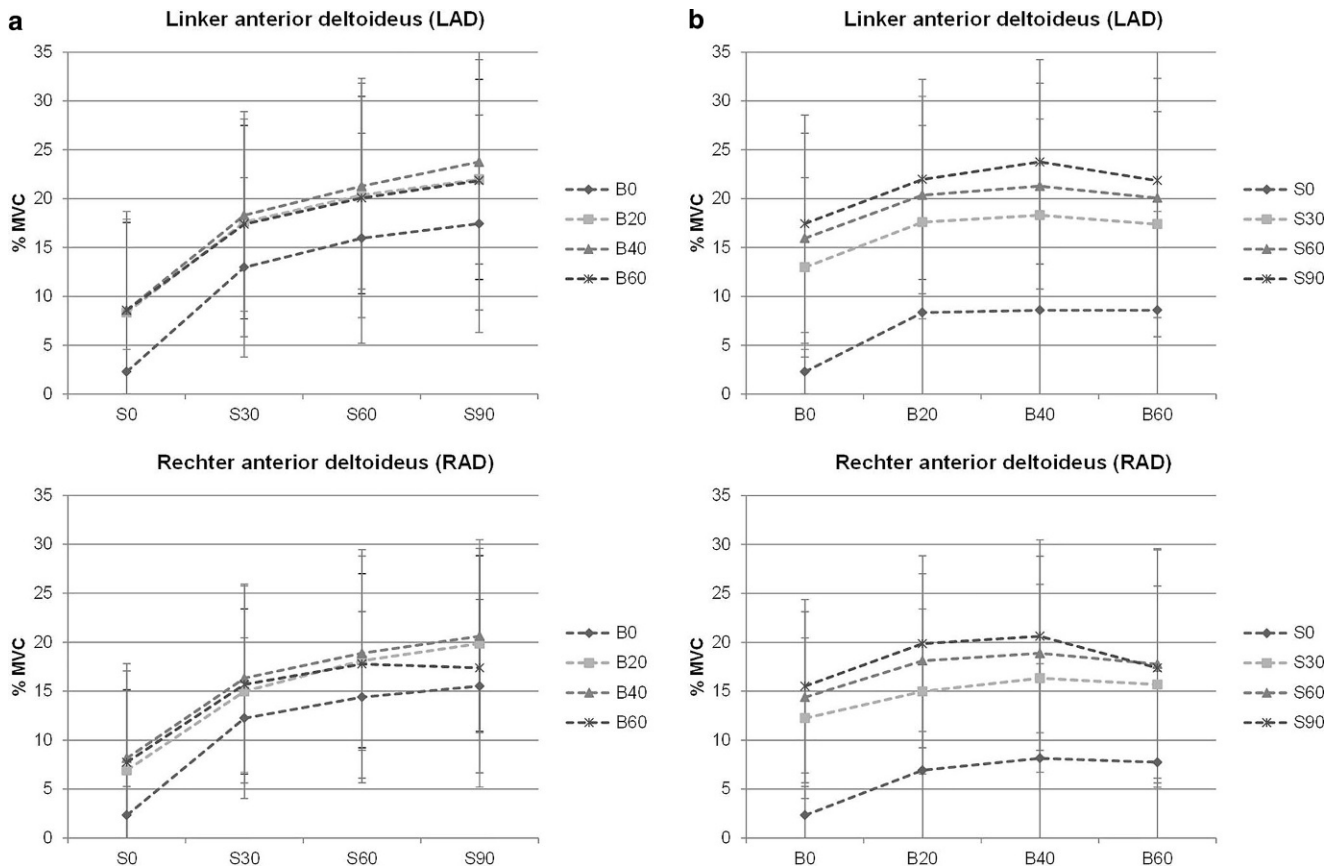 a
Linker anterior deltoideus (LAD)
% MVC
35
30
25
20
15
10
5
0
S0 S30 S60 S90
B0
B20
B40
B60
b
Linker anterior deltoideus (LAD)
% MVC
35
30
25
20
15
10
5
0
B0 B20 B40 B60
S0
S30
S60
S90
Rechter anterior deltoideus (RAD)
% MVC
35
30
25
20
15
10
5
0
S0 S30 S60 S90
B0
B20
B40
B60
Rechter anterior deltoideus (RAD)
% MVC
35
30
25
20
15
10
5
0
B0 B20 B40 B60
S0
S30
S60
S90